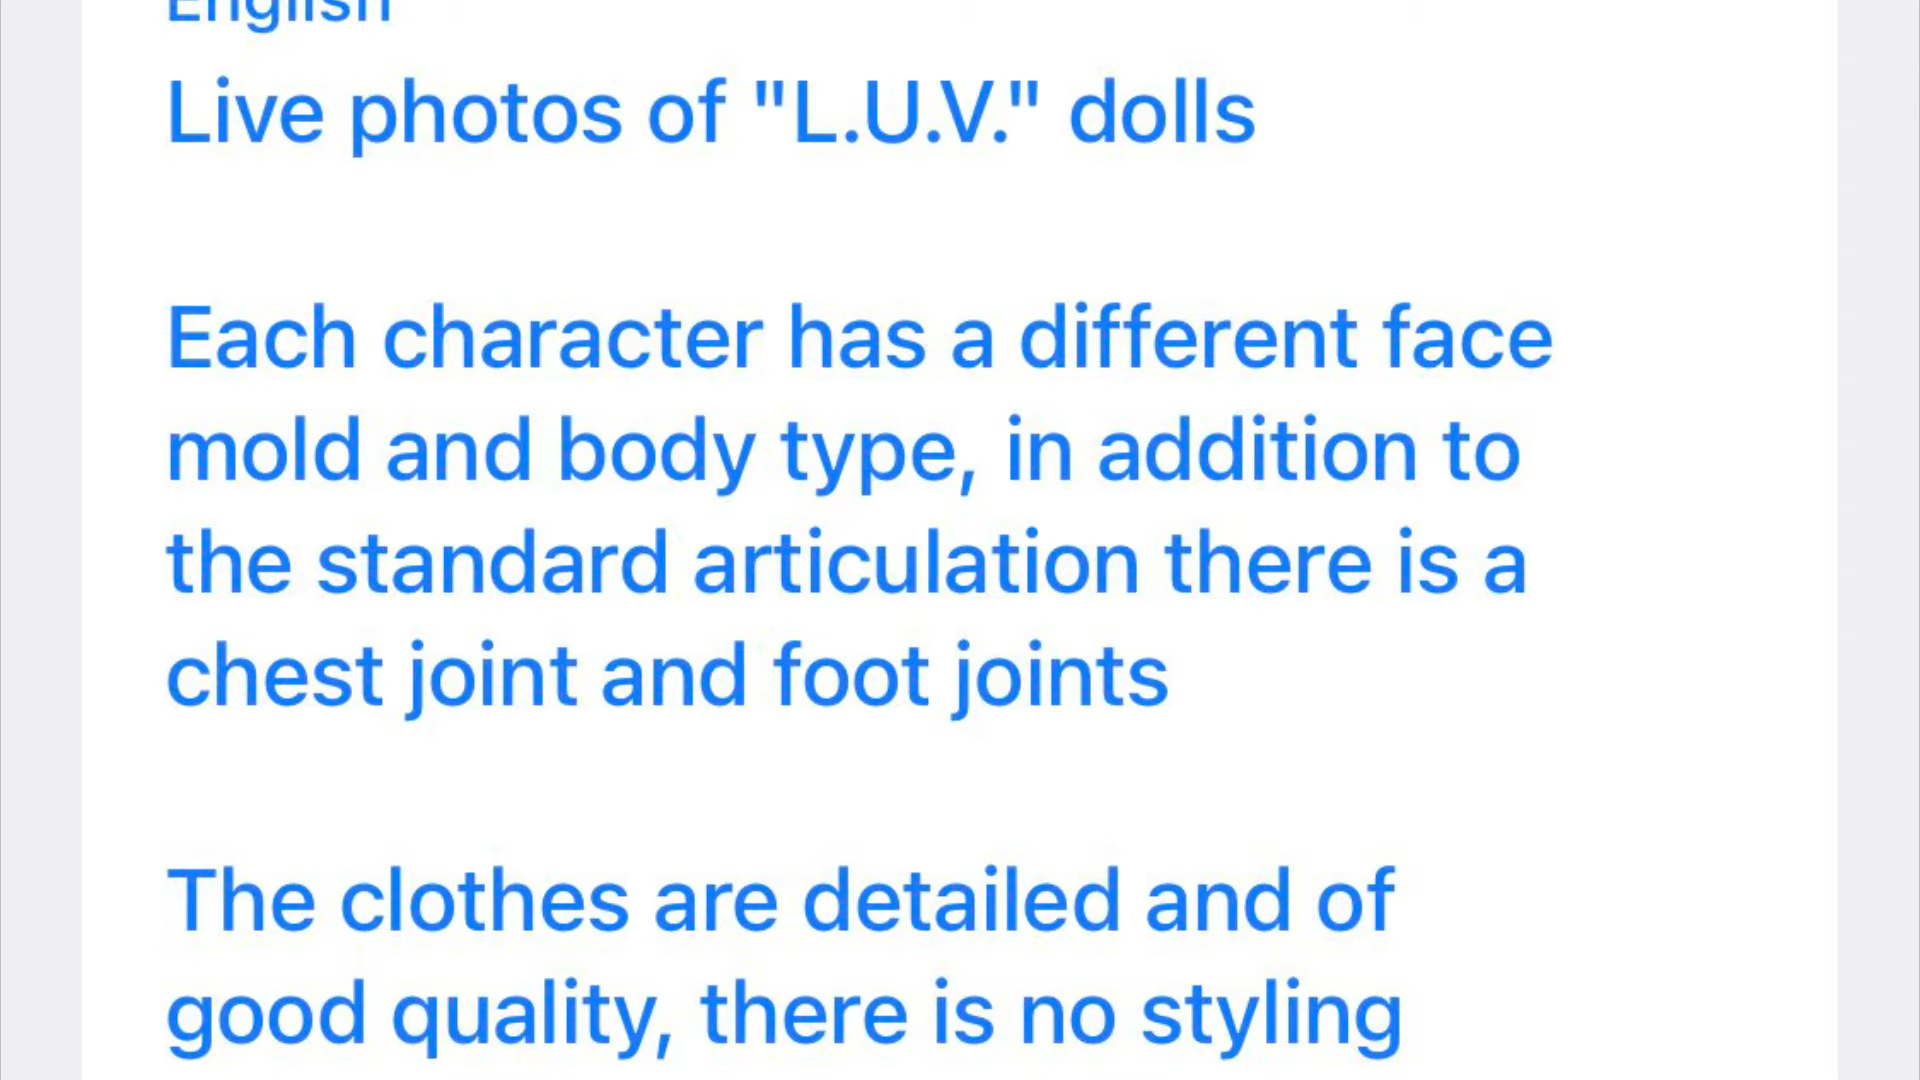 English
Live photos of "L.U.V." dolls
Each character has a different face
mold and body type, in addition to
the standard articulation there is a
chest joint and foot joints
The clothes are detailed and of
good quality, there is no styling